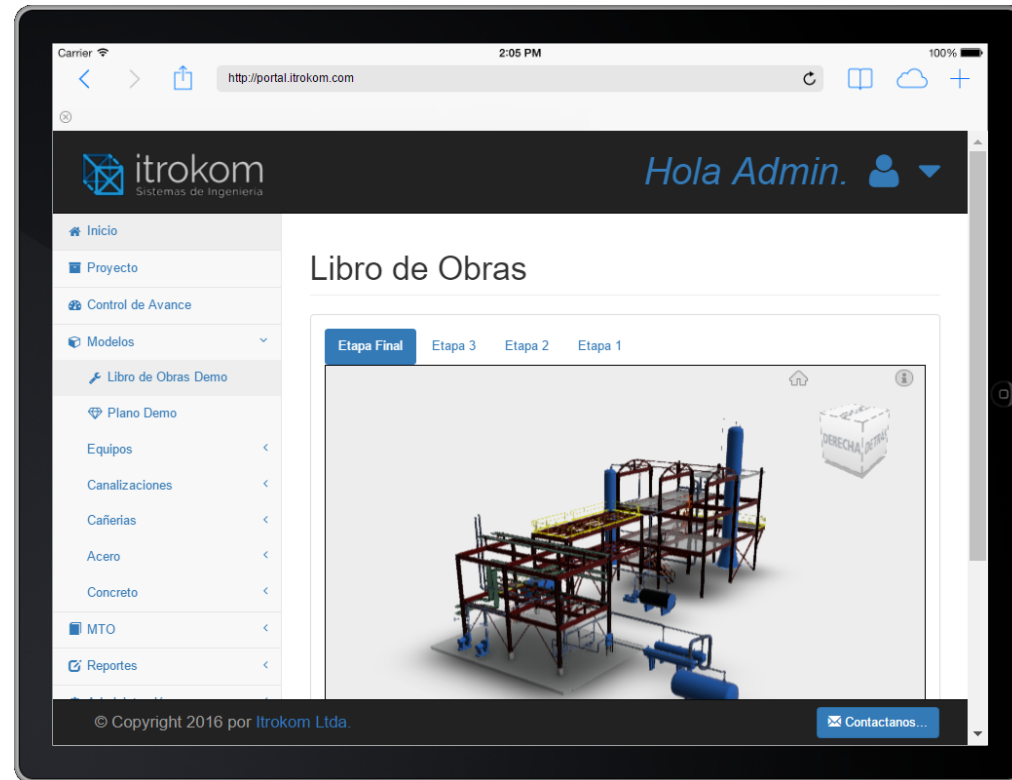 Carrier
2:05 PM
100%
http://portal.itrokom.com
itrokom
Sistemas de Ingenieria
Hola Admin.
Inicio
Proyecto
Control de Avance
Modelos
Libro de Obras Demo
Plano Demo
Equipos
Canalizaciones
Cañerias
Acero
Concreto
MTO
Reportes
Libro de Obras
Etapa Final
Etapa 3
Etapa 2
Etapa 1
DERECHA
DETRÁS
© Copyright 2016 por Itrokom Ltda.
Contactanos...